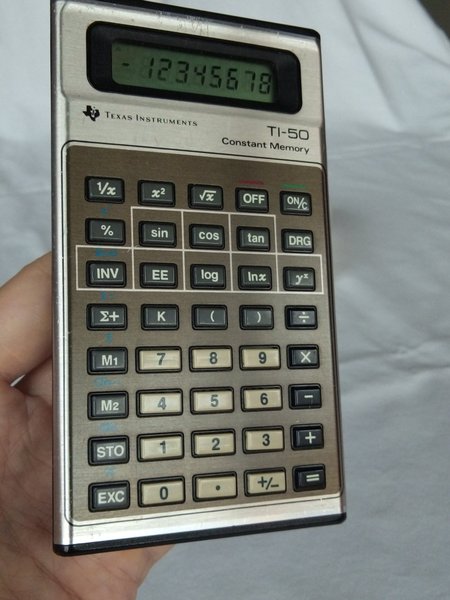 -12345678
TEXAS INSTRUMENTS
TI-50
Constant Memory
1/x x² √x OFF ON/C
% sin cos tan DRG
INV EE log lnx yˣ
Σ+ K ( ) ÷
M1 7 8 9 X
M2 4 5 6 -
STO 1 2 3 +
EXC 0 . +/- =